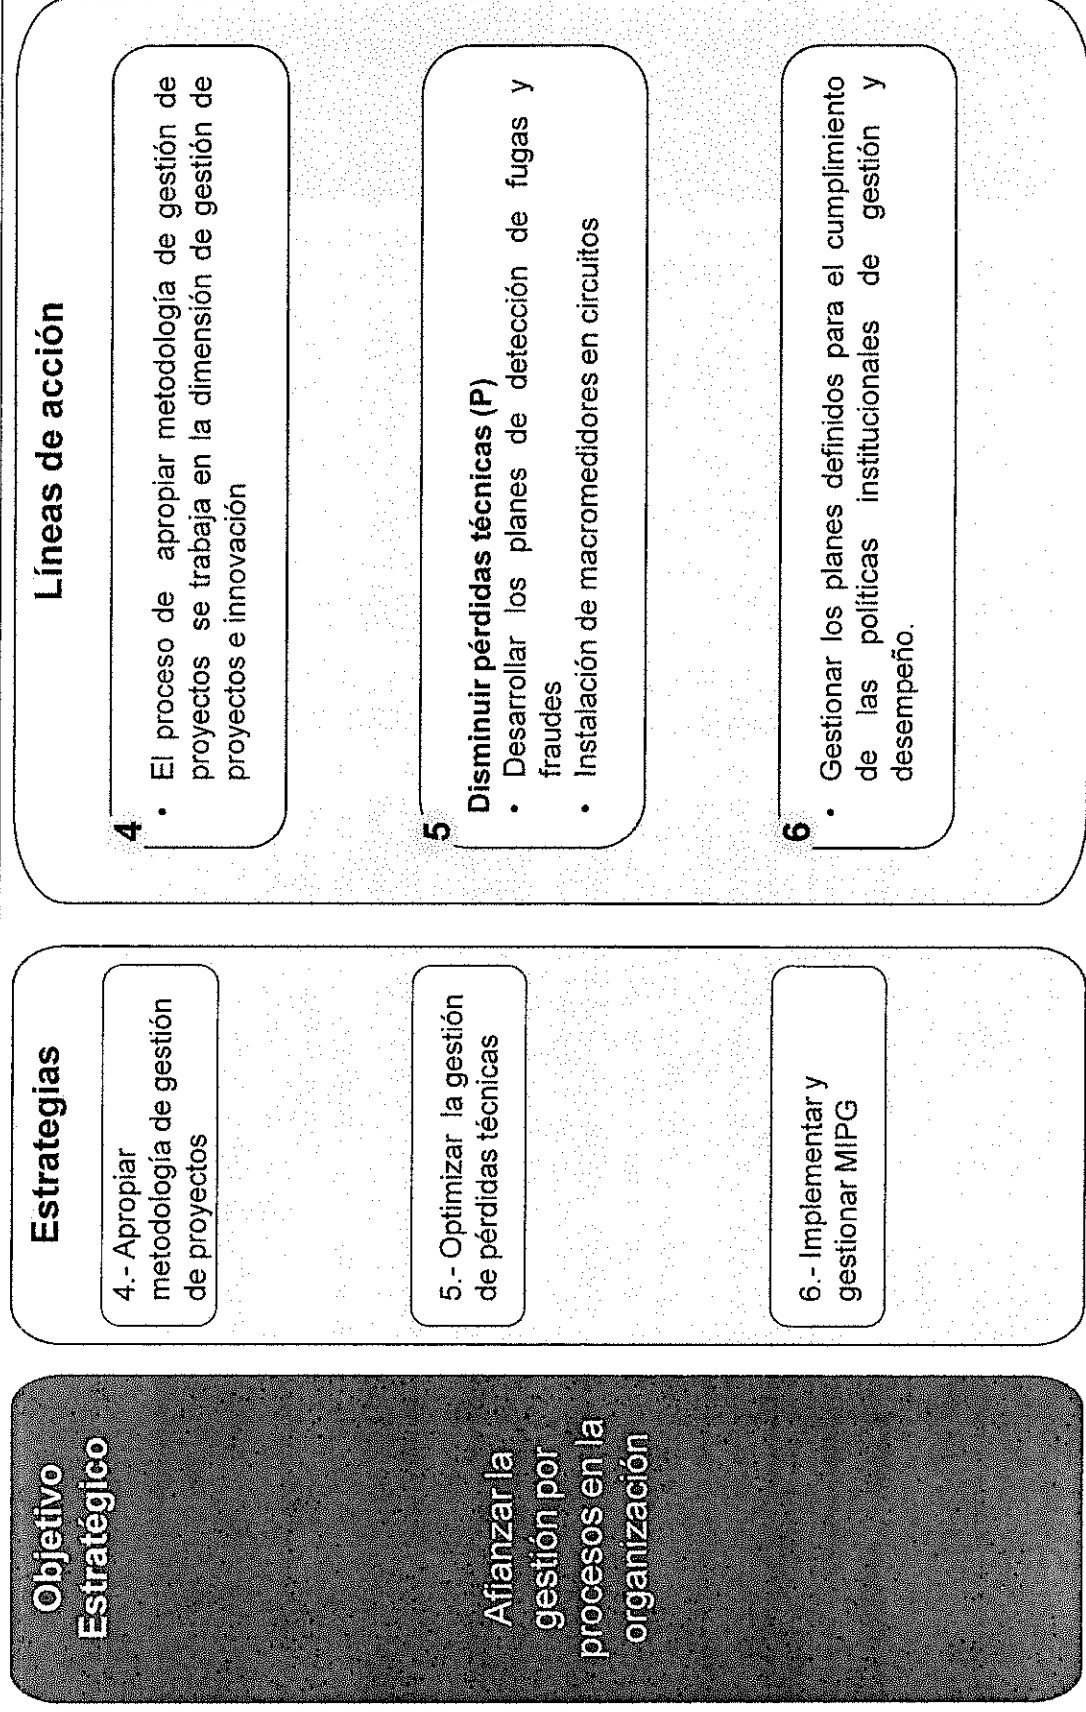 Objetivo
Estratégico
Afianzar la
gestión por
procesos en la
organización
Estrategias
4.- Apropiar
metodología de gestión
de proyectos
5.- Optimizar la gestión
de pérdidas técnicas
6.- Implementar y
gestionar MIPG
Líneas de acción
4
• El proceso de apropiar metodología de gestión de
proyectos se trabaja en la dimensión de gestión de
proyectos e innovación
5
Disminuir pérdidas técnicas (P)
• Desarrollar los planes de detección de fugas y
fraudes
• Instalación de macromedidores en circuitos
6
• Gestionar los planes definidos para el cumplimiento
de las políticas institucionales de gestión y
desempeño.